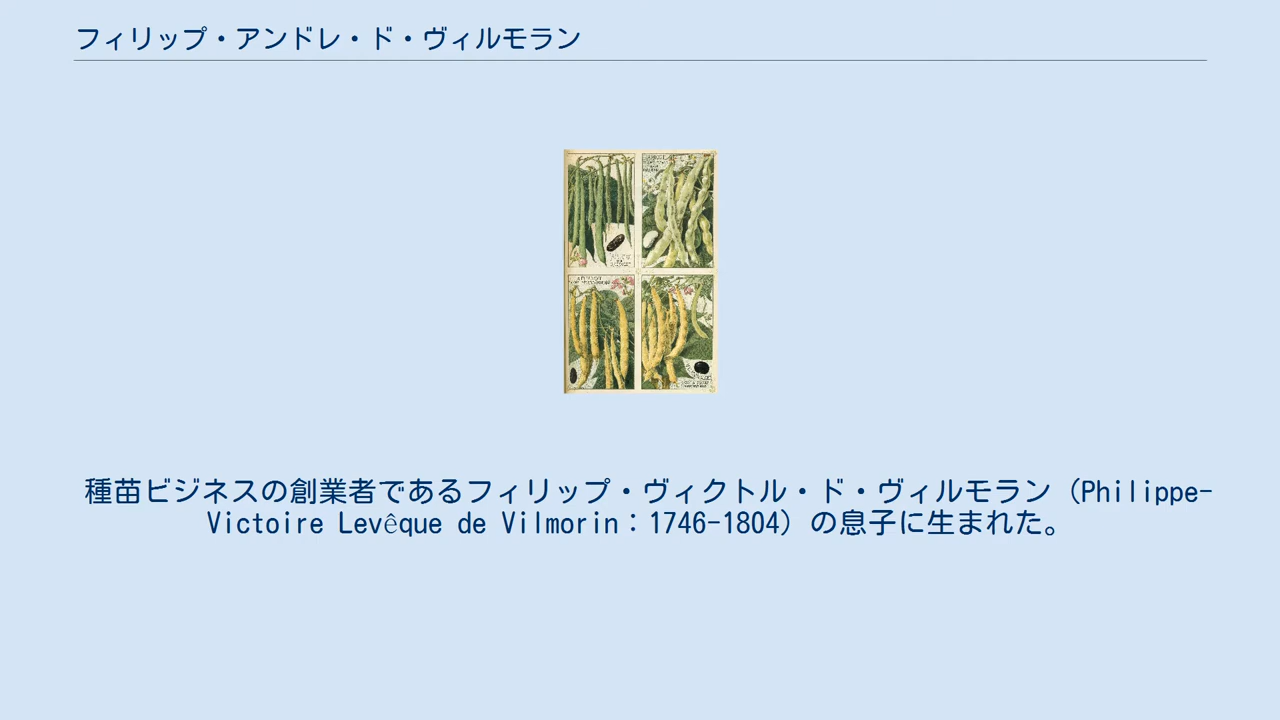 フィリップ・アンドレ・ド・ヴィルモラン
種苗ビジネスの創業者であるフィリップ・ヴィクトル・ド・ヴィルモラン（Philippe-
Victoire Levêque de Vilmorin：1746-1804）の息子に生まれた。